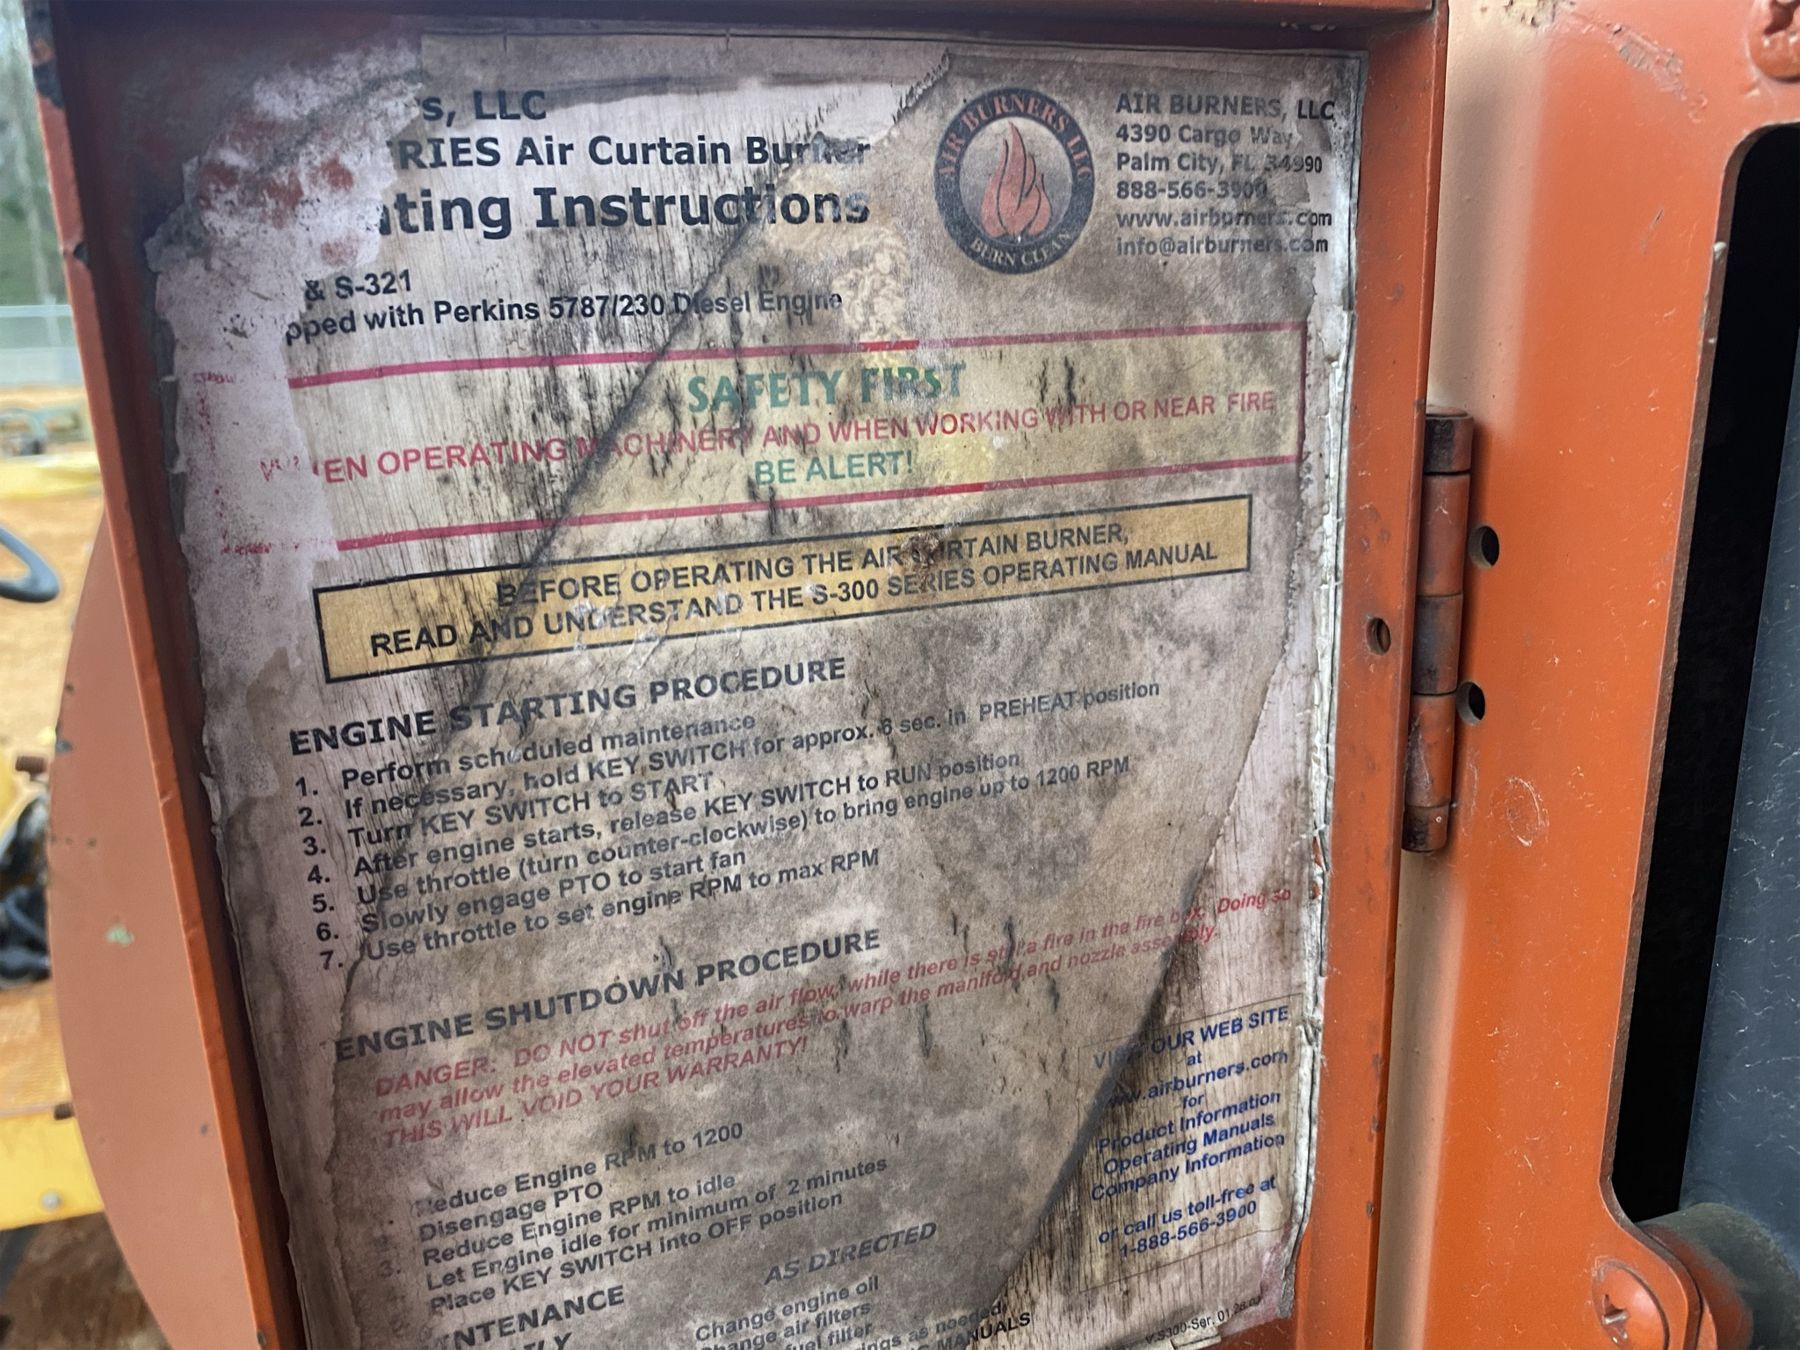 s, LLC
RIES Air Curtain Burner
ating Instructions
& S-321
pped with Perkins 5787/230 Diesel Engine
AIR BURNERS LLC
BURN CLEAN
AIR BURNERS, LLC
4390 Cargo Way
Palm City, FL 34990
888-566-3900
www.airburners.com
info@airburners.com
SAFETY FIRST
WHEN OPERATING MACHINERY AND WHEN WORKING WITH OR NEAR FIRE
BE ALERT!
BEFORE OPERATING THE AIR CURTAIN BURNER,
READ AND UNDERSTAND THE S-300 SERIES OPERATING MANUAL
ENGINE STARTING PROCEDURE
1. Perform scheduled maintenance
2. If necessary, hold KEY SWITCH for approx. 6 sec. in PREHEAT position
3. Turn KEY SWITCH to START
4. After engine starts, release KEY SWITCH to RUN position
5. Use throttle (turn counter-clockwise) to bring engine up to 1200 RPM
6. Slowly engage PTO to start fan
7. Use throttle to set engine RPM to max RPM
ENGINE SHUTDOWN PROCEDURE
DANGER: DO NOT shut off the air flow, while there is still a fire in the fire box. Doing so
may allow the elevated temperatures to warp the manifold and nozzle assembly.
THIS WILL VOID YOUR WARRANTY!
Reduce Engine RPM to 1200
Disengage PTO
3. Reduce Engine RPM to idle
Let Engine idle for minimum of 2 minutes
Place KEY SWITCH into OFF position
VISIT OUR WEB SITE
at
www.airburners.com
for
Product Information
Operating Manuals
Company Information
or call us toll-free at
1-888-566-3900
NTENANCE
AS DIRECTED
LY
Change engine oil
hange air filters
fuel filter
ngs as needed
MANUALS